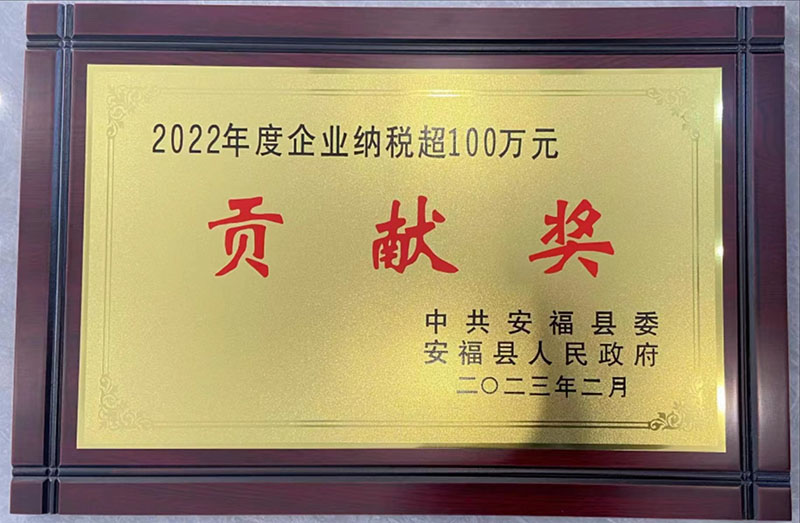 2022年度企业纳税超100万元
贡献奖
中共安福县委
安福县人民政府
二〇二三年二月